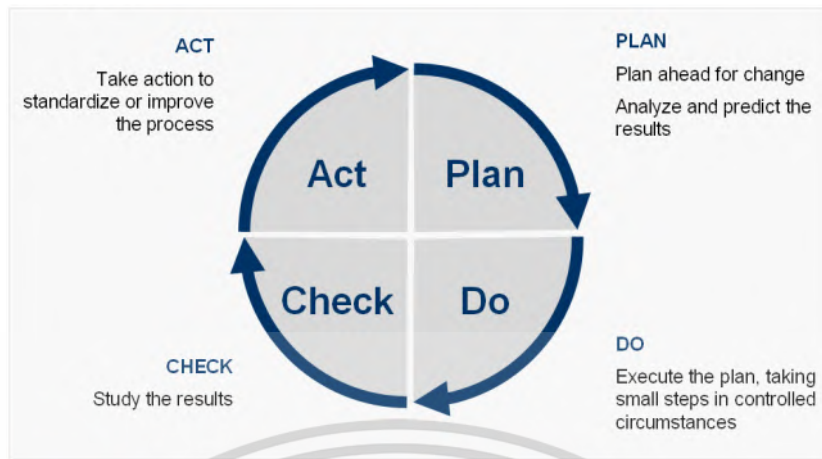 ACT
Take action to
standardize or improve
the process
PLAN
Plan ahead for change
Analyze and predict the
results
Act
Plan
Check
Do
CHECK
Study the results
DO
Execute the plan, taking
small steps in controlled
circumstances